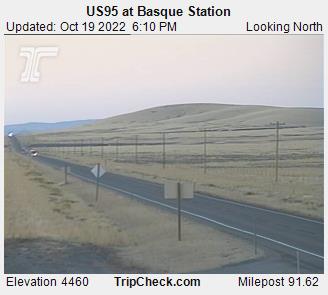 US95 at Basque Station
Updated: Oct 19 2022 6:10 PM Looking North
Elevation 4460 TripCheck.com Milepost 91.62